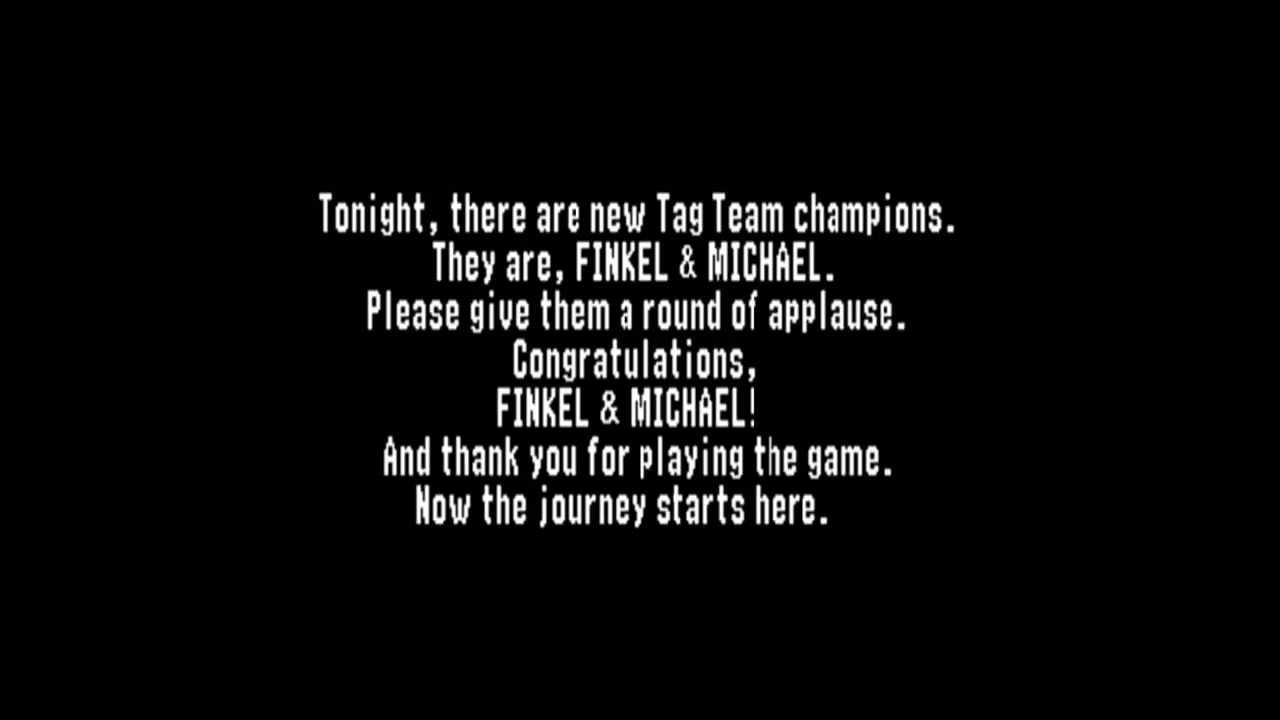 Tonight, there are new Tag Team champions.
They are, FINKEL & MICHAEL.
Please give them a round of applause.
Congratulations,
FINKEL & MICHAEL!
And thank you for playing the game.
Now the journey starts here.